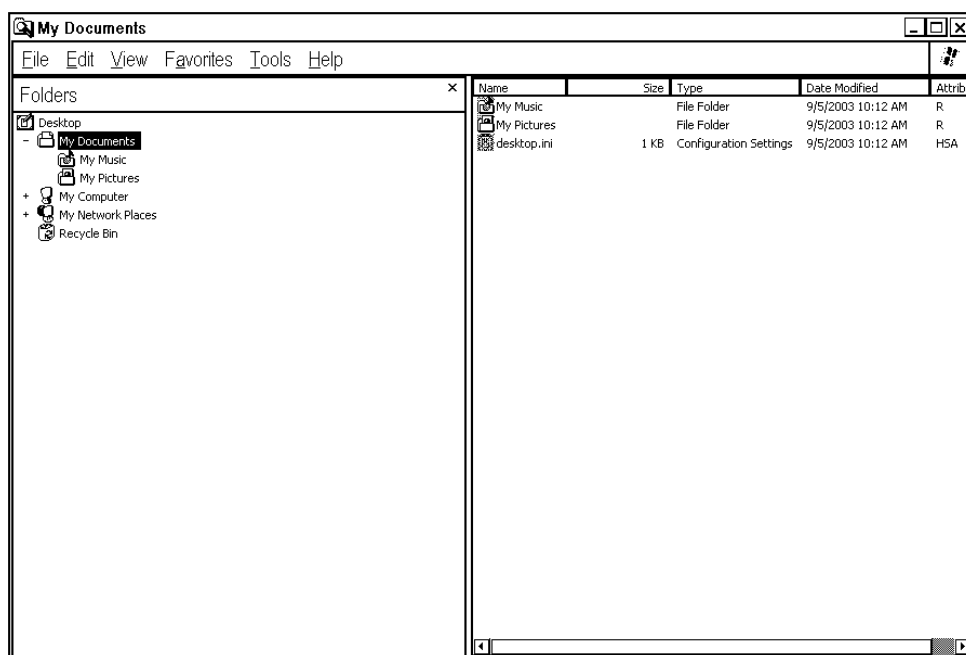 My Documents
File Edit View Favorites Tools Help
Folders
Desktop
My Documents
My Music
My Pictures
My Computer
My Network Places
Recycle Bin
Name Size Type Date Modified Attrib
My Music File Folder 9/5/2003 10:12 AM R
My Pictures File Folder 9/5/2003 10:12 AM R
desktop.ini 1 KB Configuration Settings 9/5/2003 10:12 AM HSA